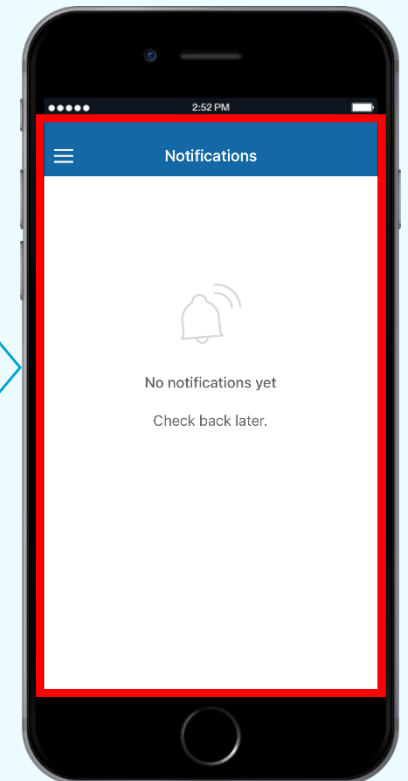 2:52 PM
Notifications
No notifications yet
Check back later.